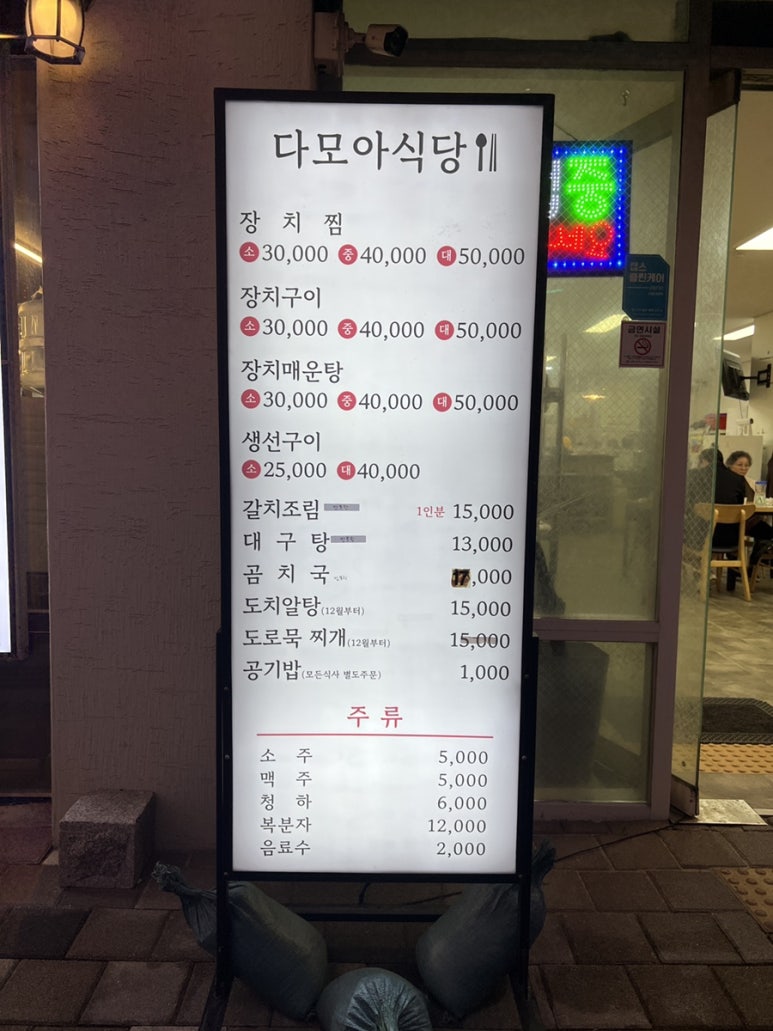 다모아식당
장 치 찜
소 30,000 중 40,000 대 50,000
장치구이
소 30,000 중 40,000 대 50,000
장치매운탕
소 30,000 중 40,000 대 50,000
생선구이
소 25,000 대 40,000
갈치조림 1인분 15,000
대 구 탕 13,000
곰 치 국 17,000
도치알탕(12월부터) 15,000
도로묵 찌개(12월부터) 15,000
공기밥(모든식사 별도주문) 1,000
주 류
소 주 5,000
맥 주 5,000
청 하 6,000
복분자 12,000
음료수 2,000
중
금연시설